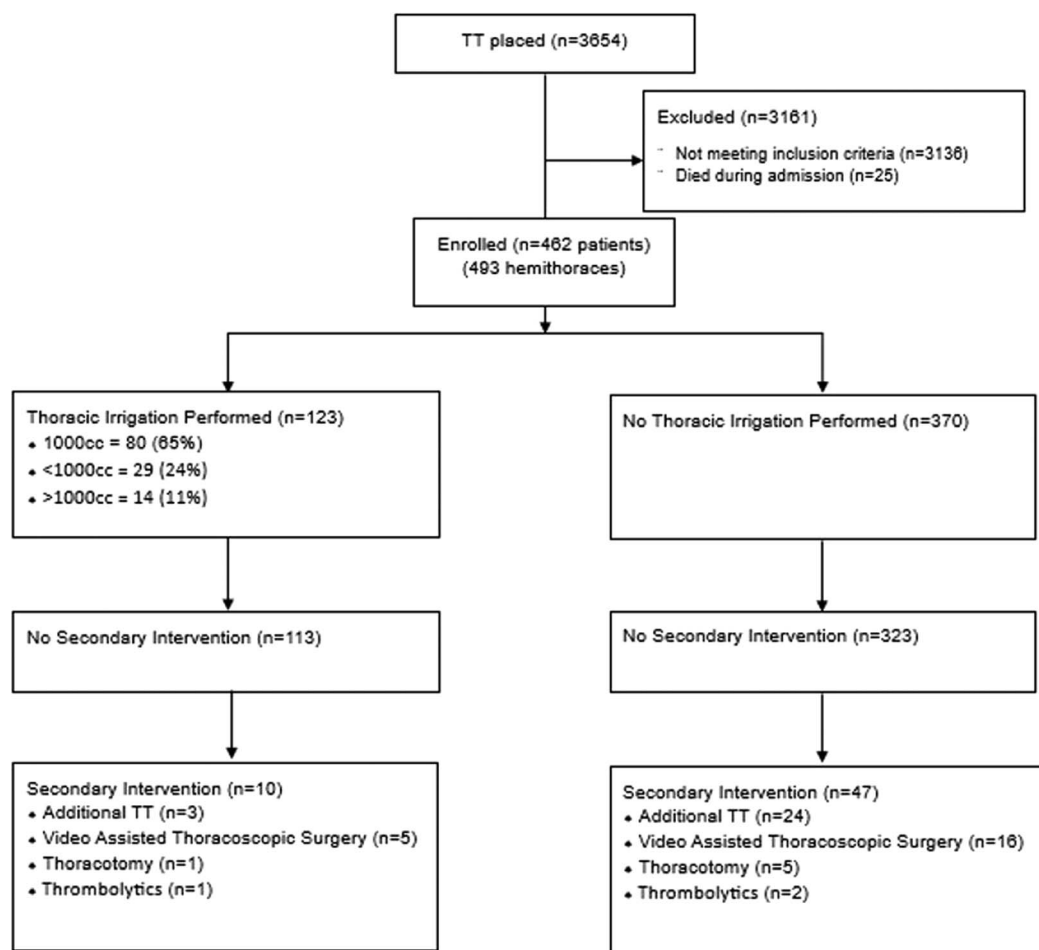 TT placed (n=3654)
Excluded (n=3161)
¨ Not meeting inclusion criteria (n=3136)
¨ Died during admission (n=25)
Enrolled (n=462 patients)
(493 hemithoraces)
Thoracic Irrigation Performed (n=123)
♠ 1000cc = 80 (65%)
♠ <1000cc = 29 (24%)
♠ >1000cc = 14 (11%)
No Thoracic Irrigation Performed (n=370)
No Secondary Intervention (n=113)
No Secondary Intervention (n=323)
Secondary Intervention (n=10)
♠ Additional TT (n=3)
♠ Video Assisted Thoracoscopic Surgery (n=5)
♠ Thoracotomy (n=1)
♠ Thrombolytics (n=1)
Secondary Intervention (n=47)
♠ Additional TT (n=24)
♠ Video Assisted Thoracoscopic Surgery (n=16)
♠ Thoracotomy (n=5)
♠ Thrombolytics (n=2)